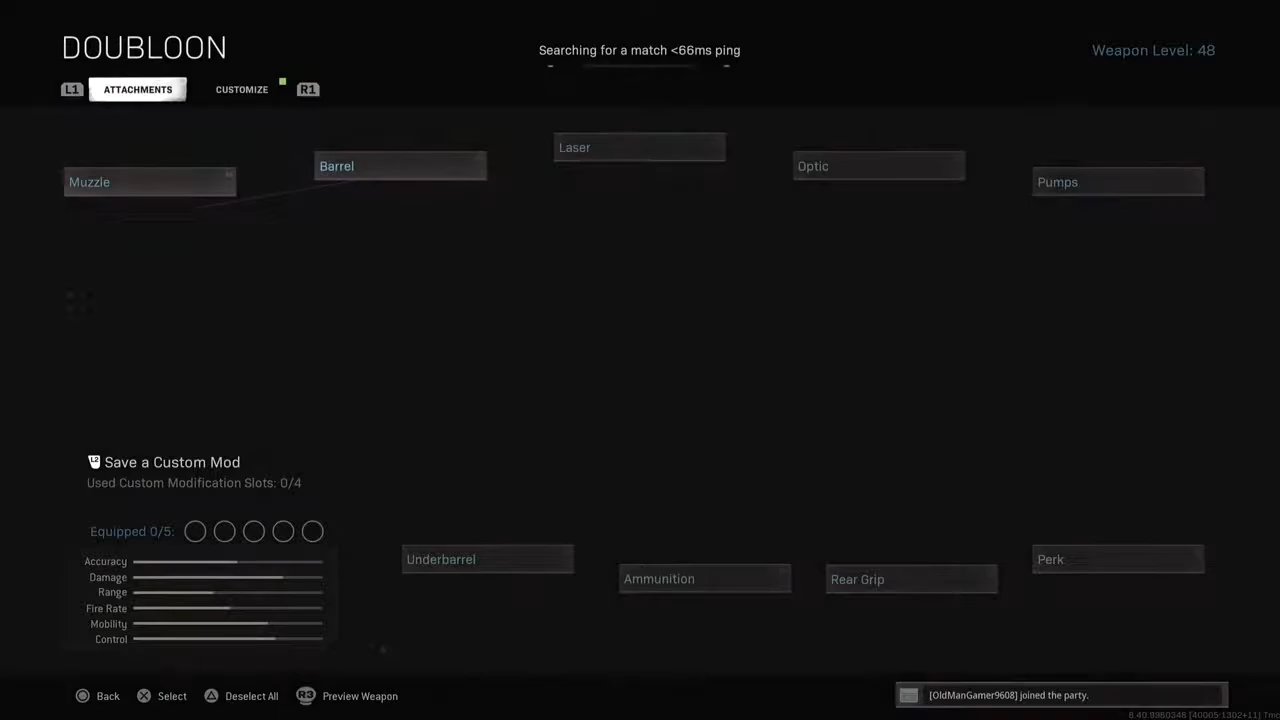 DOUBLOON
Searching for a match <66ms ping
Weapon Level: 48
L1 ATTACHMENTS CUSTOMIZE R1
Laser
Barrel
Optic
Muzzle
Pumps
L2 Save a Custom Mod
Used Custom Modification Slots: 0/4
Equipped 0/5:
Underbarrel
Perk
Accuracy
Damage
Ammunition
Rear Grip
Range
Fire Rate
Mobility
Control
Back
Select
Deselect All
R3 Preview Weapon
[OldManGamer9608] joined the party.